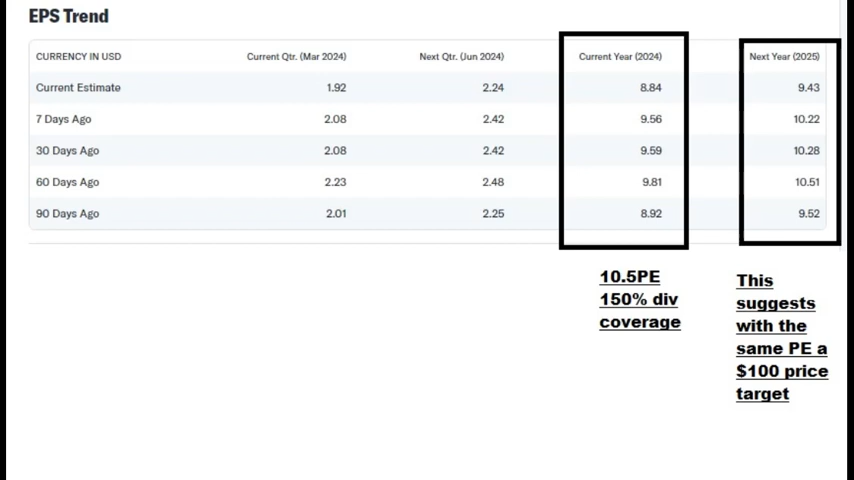 EPS Trend
CURRENCY IN USD Current Qtr. (Mar 2024) Next Qtr. (Jun 2024) Current Year (2024) Next Year (2025)
Current Estimate 1.92 2.24 8.84 9.43
7 Days Ago 2.08 2.42 9.56 10.22
30 Days Ago 2.08 2.42 9.59 10.28
60 Days Ago 2.23 2.48 9.81 10.51
90 Days Ago 2.01 2.25 8.92 9.52
10.5PE
150% div
coverage
This
suggests
with the
same PE a
$100 price
target